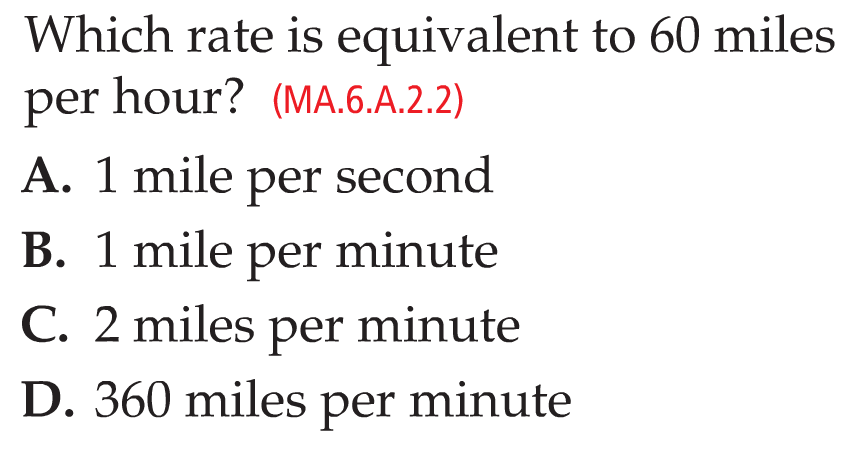 Which rate is equivalent to 60 miles
per hour? (MA.6.A.2.2)
A. 1 mile per second
B. 1 mile per minute
C. 2 miles per minute
D. 360 miles per minute